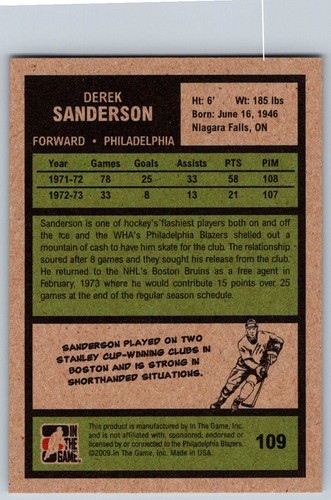 DEREK
SANDERSON
FORWARD • PHILADELPHIA
Ht: 6' Wt: 185 lbs
Born: June 16, 1946
Niagara Falls, ON
Year Games Goals Assists PTS PIM
1971-72 78 25 33 58 108
1972-73 33 8 13 21 107
Sanderson is one of hockey's flashiest players both on and off
the ice and the WHA's Philadelphia Blazers shelled out a
mountain of cash to have him skate for the club. The relationship
soured after 8 games and they sought his release from the club.
He returned to the NHL's Boston Bruins as a free agent in
February, 1973 where he would contribute 15 points over 25
games at the end of the regular season schedule.
SANDERSON PLAYED ON TWO
STANLEY CUP-WINNING CLUBS IN
BOSTON AND IS STRONG IN
SHORTHANDED SITUATIONS.
IN
THE
GAME
This product is manufactured by In The Game, Inc.
and is not affiliated with, sponsored, endorsed or
licensed by or connected to the Philadelphia Blazers.
©2009.In The Game, Inc. Made in USA.
109